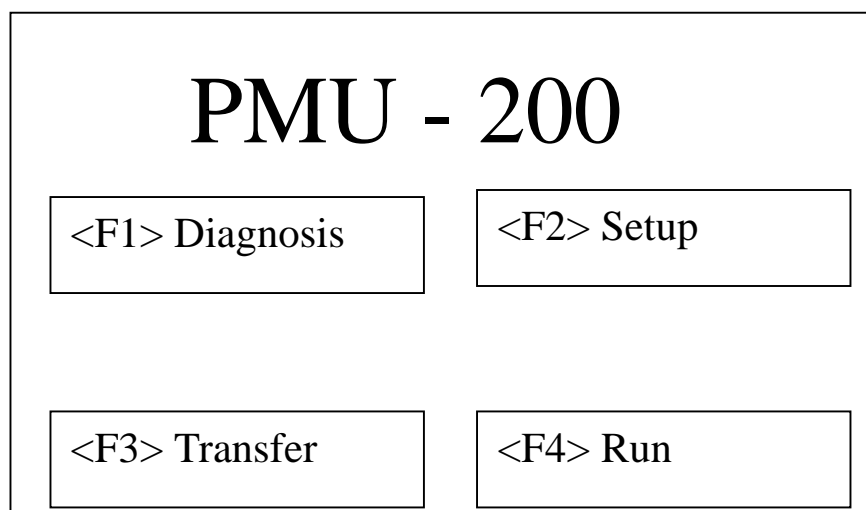 PMU - 200
<F1> Diagnosis
<F2> Setup
<F3> Transfer
<F4> Run